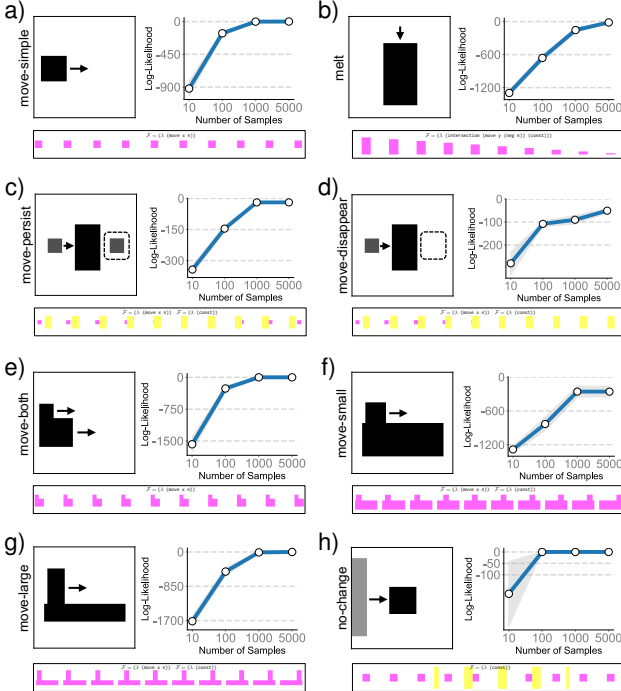 a)
move-simple
Log-Likelihood
0
-450
-900
10 100 1000 5000
Number of Samples
F = (λ (move x n))
b)
melt
Log-Likelihood
0
-600
-1200
10 100 1000 5000
Number of Samples
F = (λ (intersection (move y (neg n)) (const)))
c)
move-persist
Log-Likelihood
0
-150
-300
10 100 1000 5000
Number of Samples
F = (λ (move x n)) F = (λ (const))
d)
move-disappear
Log-Likelihood
0
-100
-200
10 100 1000 5000
Number of Samples
F = (λ (move x n)) F = (λ (const))
e)
move-both
Log-Likelihood
0
-750
-1500
10 100 1000 5000
Number of Samples
F = (λ (move x n))
f)
move-small
Log-Likelihood
0
-600
-1200
10 100 1000 5000
Number of Samples
F = (λ (move x n)) F = (λ (const))
g)
move-large
Log-Likelihood
0
-850
-1700
10 100 1000 5000
Number of Samples
F = (λ (move x n)) F = (λ (const))
h)
no-change
Log-Likelihood
0
-50
-100
10 100 1000 5000
Number of Samples
F = (λ (const))